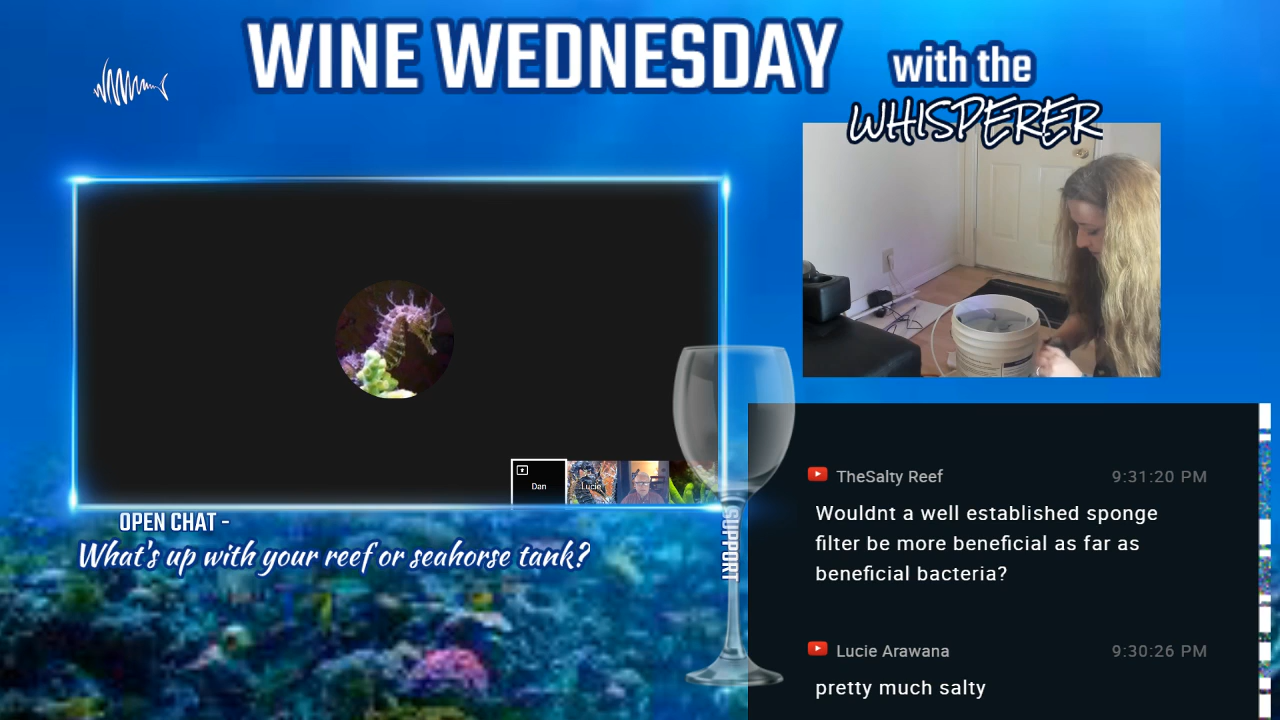 WINE WEDNESDAY
with the
WHISPERER
Dan
Lucie
OPEN CHAT -
What's up with your reef or seahorse tank?
SUPPORT
TheSalty Reef 9:31:20 PM
Wouldnt a well established sponge
filter be more beneficial as far as
beneficial bacteria?
Lucie Arawana 9:30:26 PM
pretty much salty